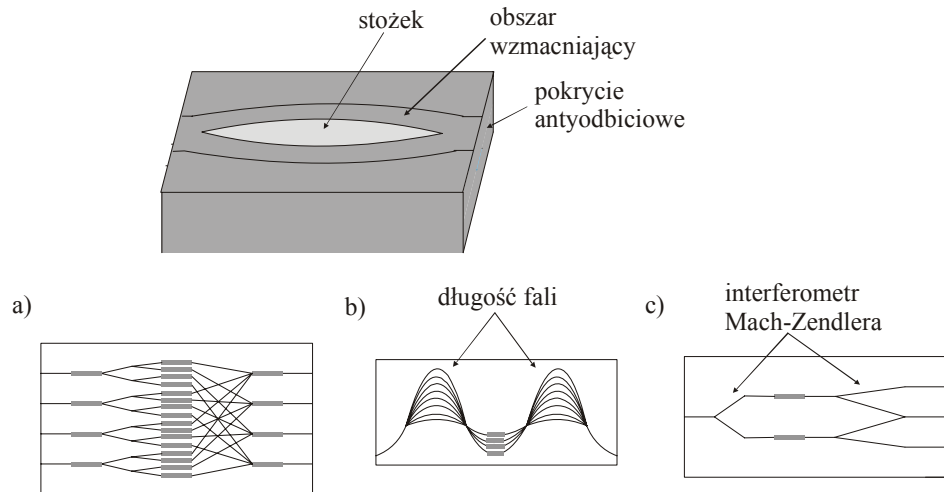 stożek
obszar
wzmacniający
pokrycie
antyodbiciowe
a)
b)
długość fali
c)
interferometr
Mach-Zendlera